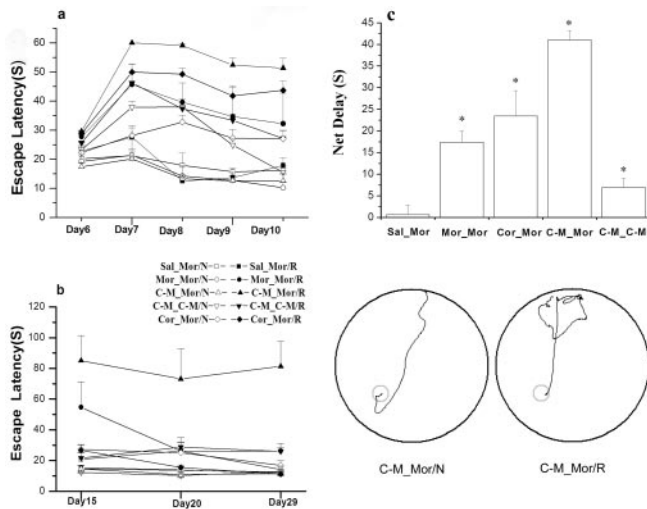 a
Escape Latency(S)
60
50
40
30
20
10
0
Day6 Day7 Day8 Day9 Day10
c
Net Delay (S)
45
40
35
30
25
20
15
10
5
0
* * * *
Sal_Mor Mor_Mor Cor_Mor C-M_Mor C-M_C-M
Sal_Mor/N Sal_Mor/R
Mor_Mor/N Mor_Mor/R
C-M_Mor/N C-M_Mor/R
C-M_C-M/N C-M_C-M/R
Cor_Mor/N Cor_Mor/R
b
Escape Latency(S)
120
100
80
60
40
20
0
Day15 Day20 Day29
C-M_Mor/N C-M_Mor/R